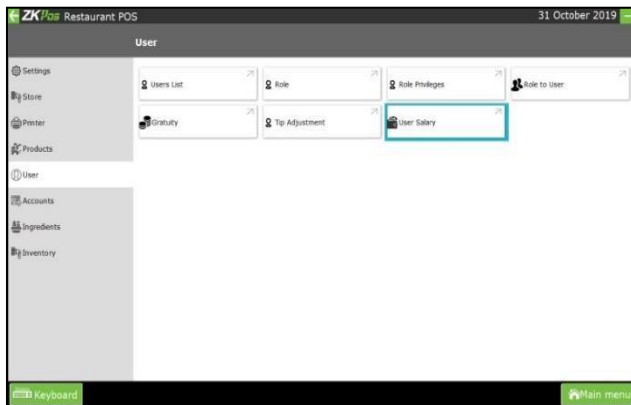 ZKPos Restaurant POS
31 October 2019
User
Settings
Store
Printer
Products
User
Accounts
Ingredients
Inventory
Users List
Role
Role Privileges
Role to User
Gratuity
Tip Adjustment
User Salary
Keyboard
Main menu